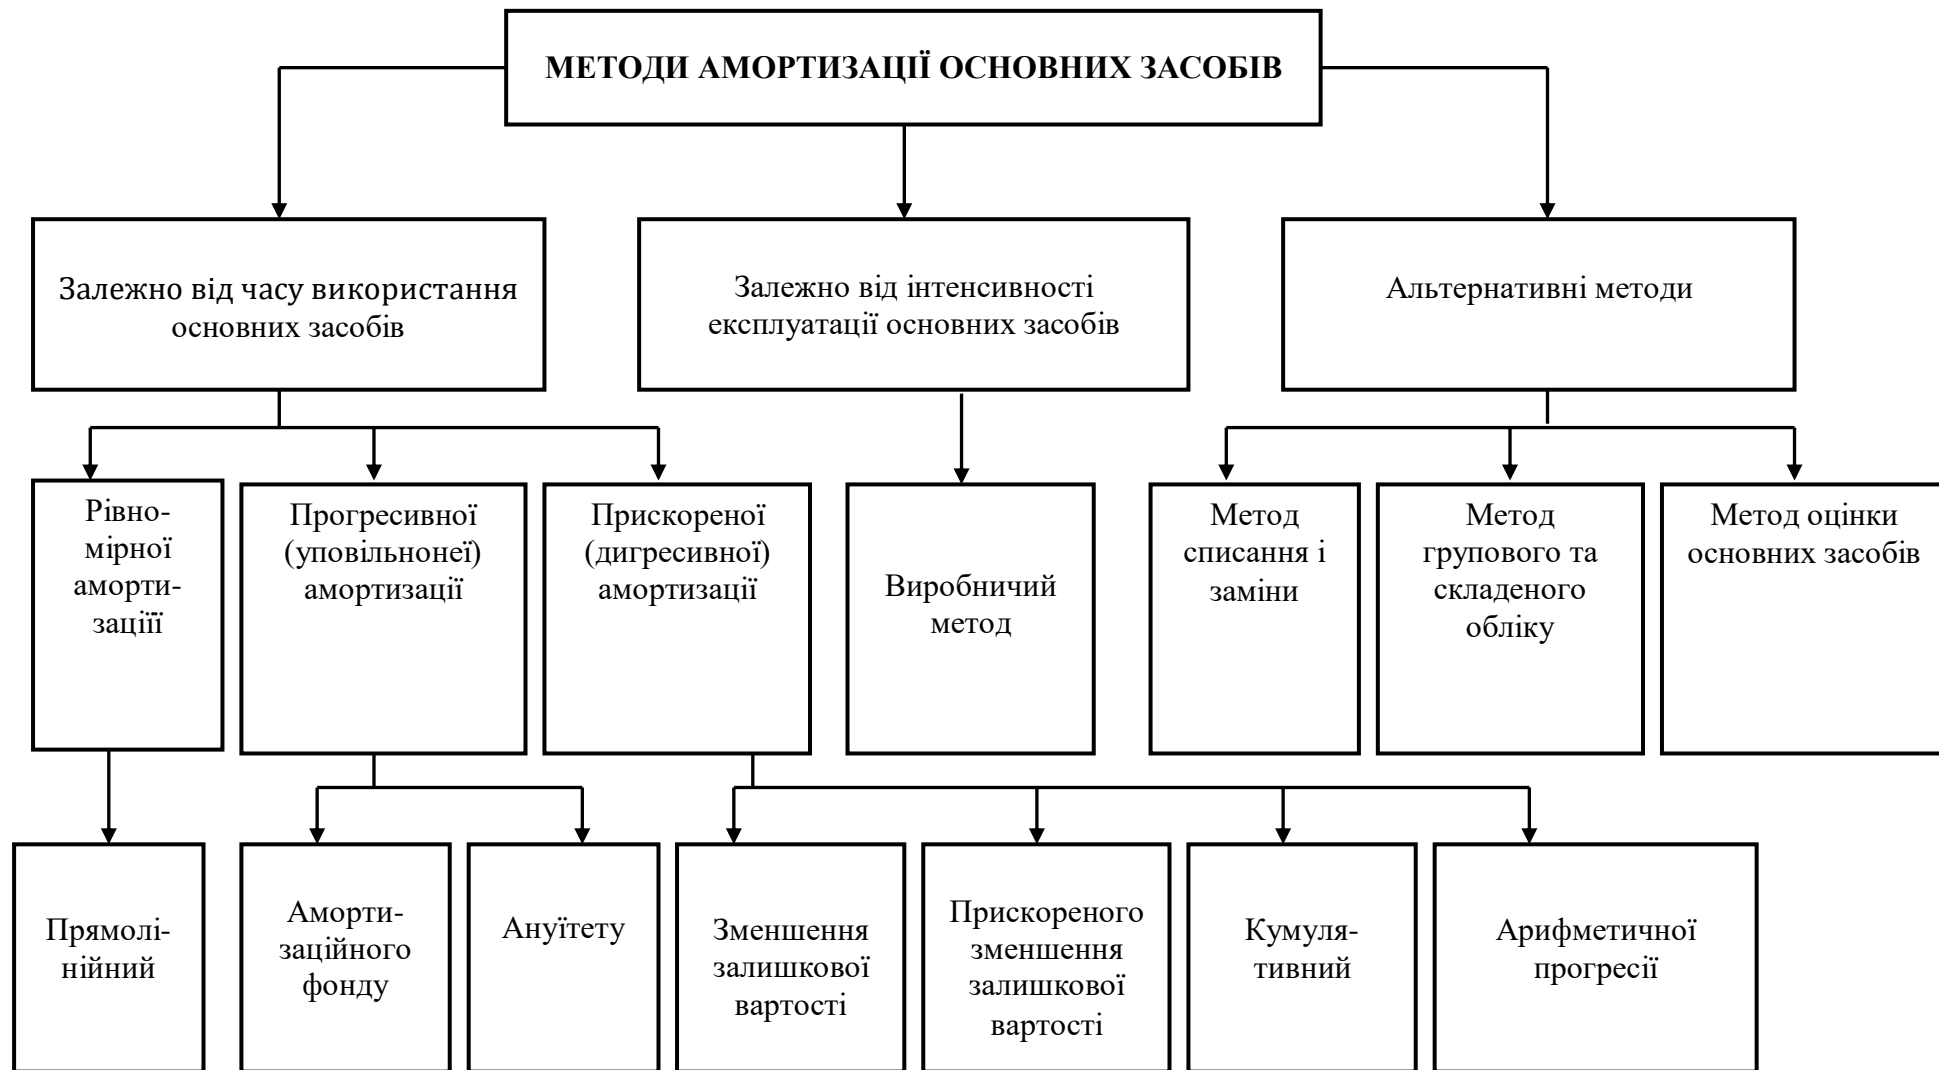 МЕТОДИ АМОРТИЗАЦІЇ ОСНОВНИХ ЗАСОБІВ
Залежно від часу використання
основних засобів
Залежно від інтенсивності
експлуатації основних засобів
Альтернативні методи
Рівно-
мірної
аморти-
заціїї
Прогресивної
(уповільнонеї)
амортизації
Прискореної
(дигресивної)
амортизації
Виробничий
метод
Метод
списання і
заміни
Метод
групового та
складеного
обліку
Метод оцінки
основних засобів
Прямолі-
нійний
Аморти-
заційного
фонду
Ануїтету
Зменшення
залишкової
вартості
Прискореного
зменшення
залишкової
вартості
Кумуля-
тивний
Арифметичної
прогресії